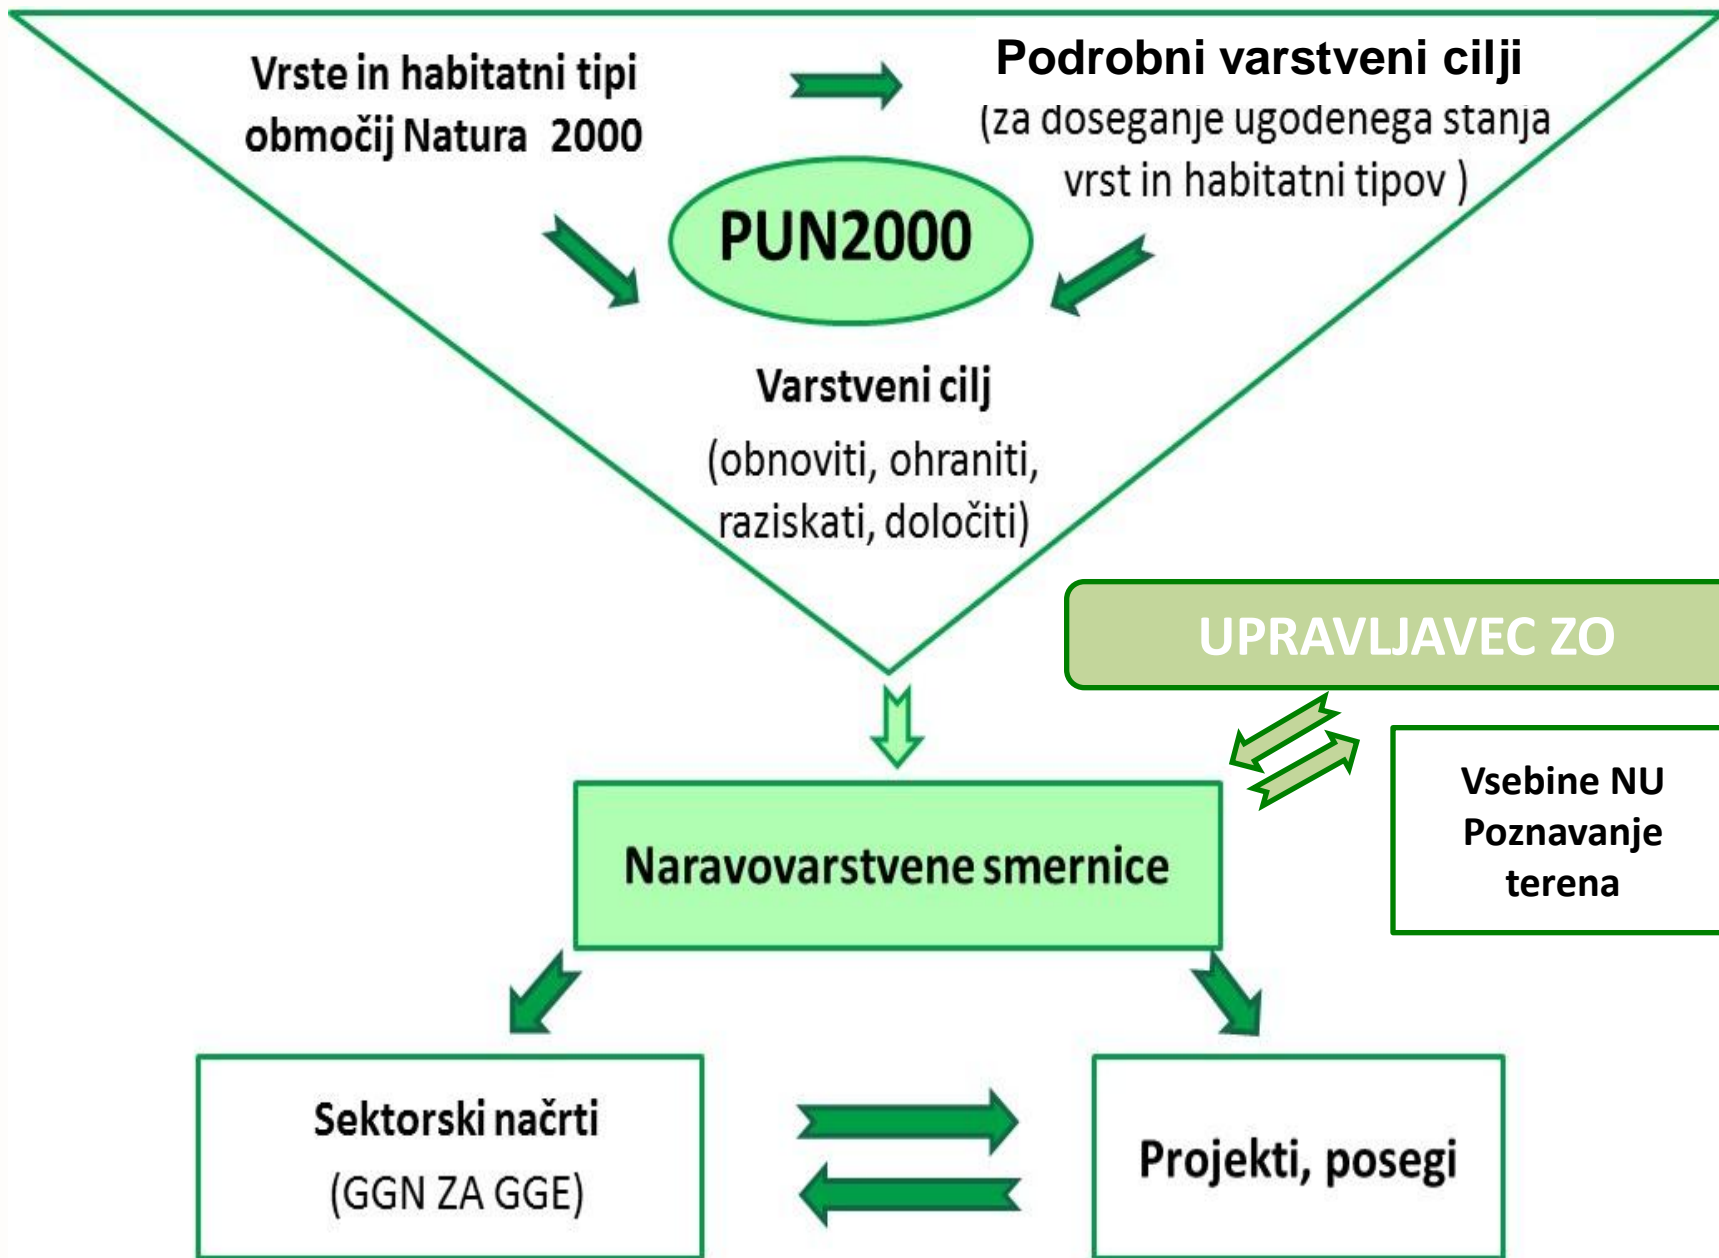 Vrste in habitatni tipi
območij Natura 2000
Podrobni varstveni cilji
(za doseganje ugodenega stanja
vrst in habitatni tipov )
PUN2000
Varstveni cilj
(obnoviti, ohraniti,
raziskati, določiti)
UPRAVLJAVEC ZO
Vsebine NU
Poznavanje
terena
Naravovarstvene smernice
Sektorski načrti
(GGN ZA GGE)
Projekti, posegi